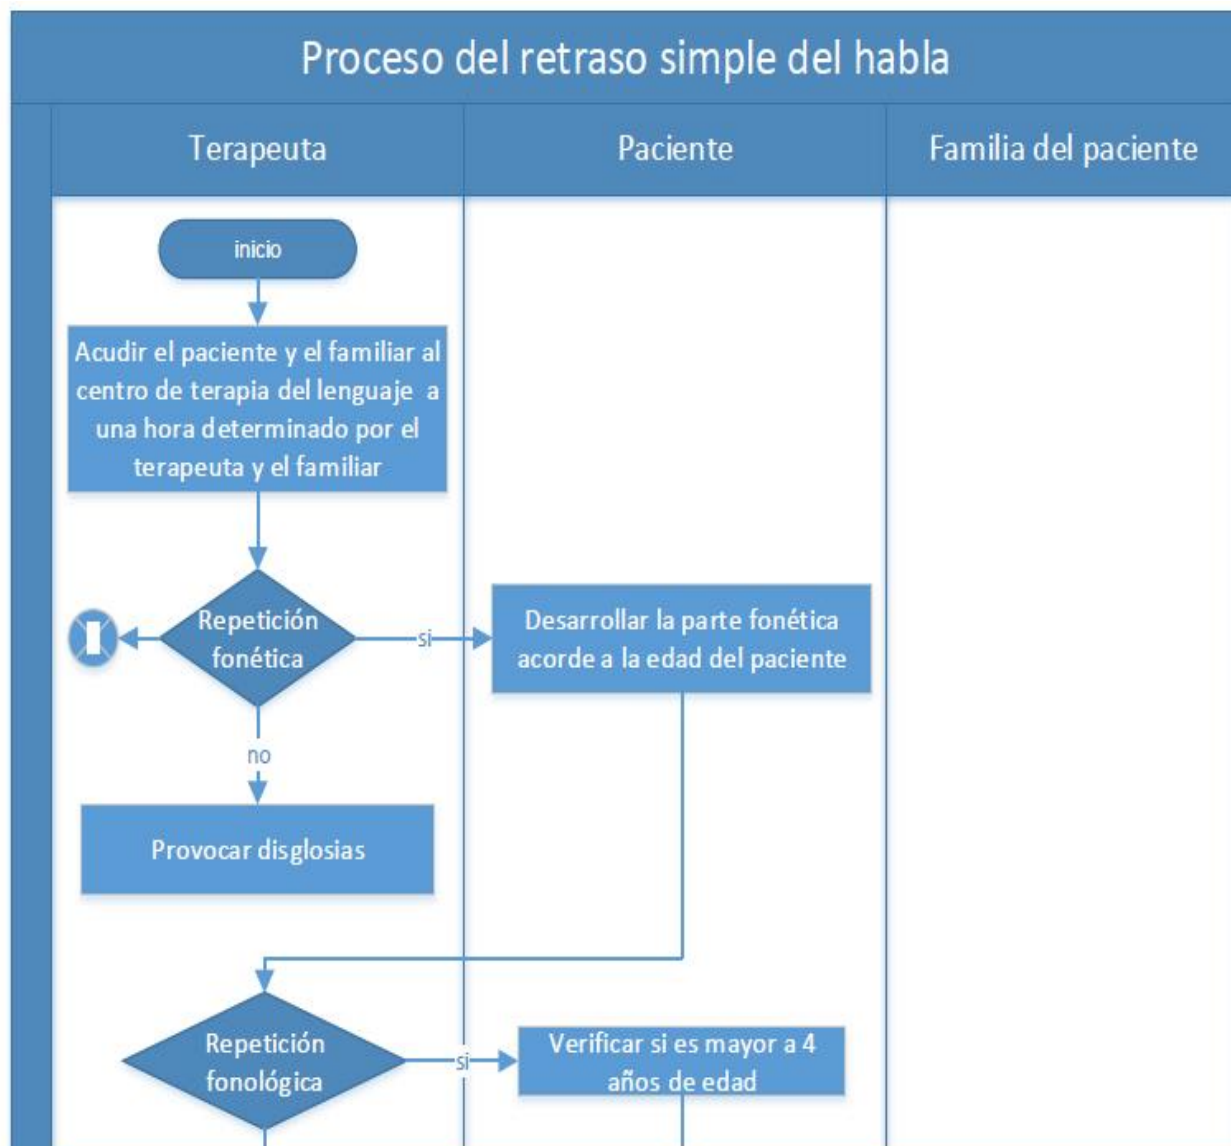 Proceso del retraso simple del habla
Terapeuta
Paciente
Familia del paciente
inicio
Acudir el paciente y el familiar al
centro de terapia del lenguaje a
una hora determinado por el
terapeuta y el familiar
Repetición
fonética
si
Desarrollar la parte fonética
acorde a la edad del paciente
no
Provocar disglosias
Repetición
fonológica
si
Verificar si es mayor a 4
años de edad